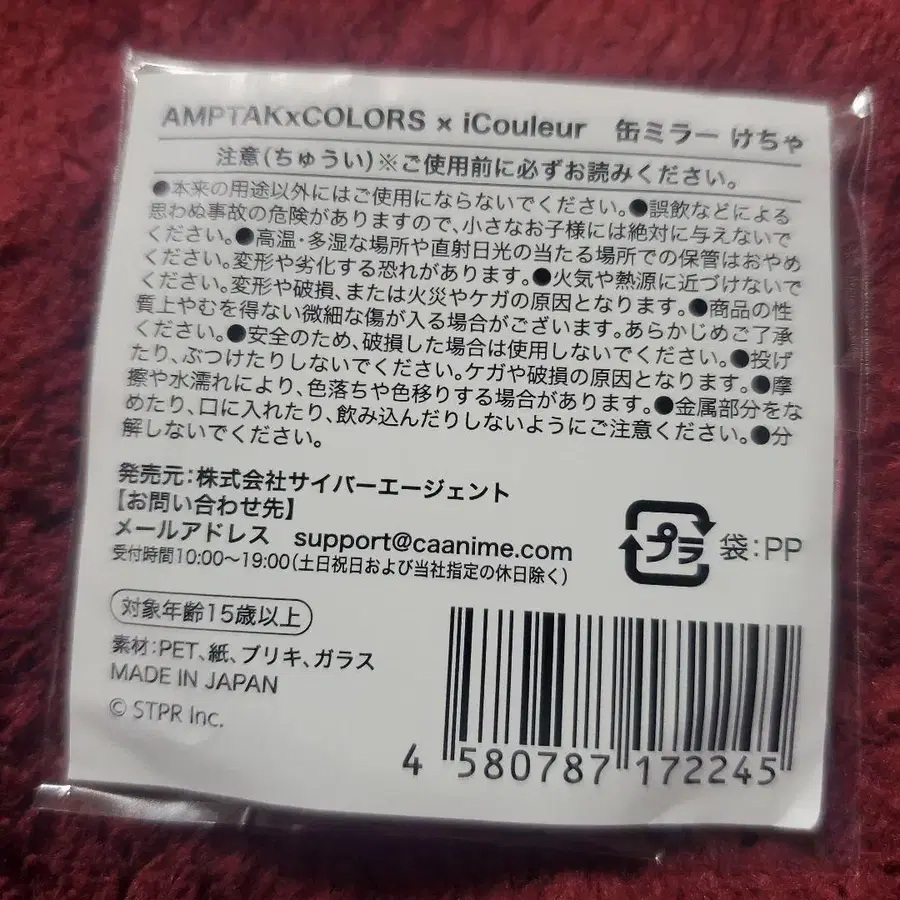 AMPTAKxCOLORS × iCouleur　缶ミラー けちゃ
注意(ちゅうい)※ご使用前に必ずお読みください。
●本来の用途以外にはご使用にならないでください。●誤飲などによる
思わぬ事故の危険がありますので、小さなお子様には絶対に与えないで
ください。●高温・多湿な場所や直射日光の当たる場所での保管はおやめ
ください。変形や劣化する恐れがあります。●火気や熱源に近づけないで
ください。変形や破損、または火災やケガの原因となります。●商品の性
質上やむを得ない微細な傷が入る場合がございます。あらかじめご了承
ください。●安全のため、破損した場合は使用しないでください。●投げ
たり、ぶつけたりしないでください。ケガや破損の原因となります。●摩
擦や水濡れにより、色落ちや色移りする場合があります。●金属部分をな
めたり、口に入れたり、飲み込んだりしないようにご注意ください。●分
解しないでください。
発売元:株式会社サイバーエージェント
【お問い合わせ先】
メールアドレス　support@caanime.com
受付時間10:00〜19:00(土日祝日および当社指定の休日除く)
プラ 袋:PP
対象年齢15歳以上
素材:PET、紙、ブリキ、ガラス
MADE IN JAPAN
© STPR Inc.
4 580787 172245